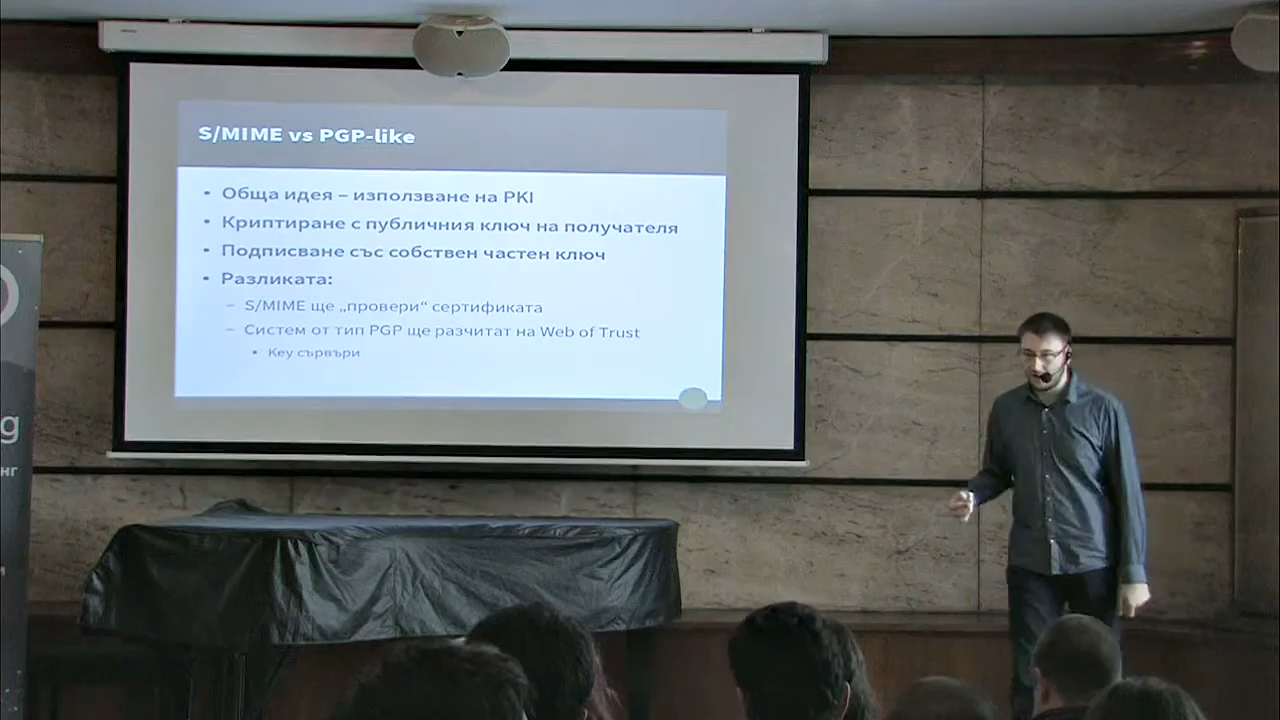 S/MIME vs PGP-like
• Обща идея – използване на PKI
• Криптиране с публичния ключ на получателя
• Подписване със собствен частен ключ
• Разликата:
– S/MIME ще „провери“ сертификата
– Систем от тип PGP ще разчитат на Web of Trust
• Key сървъри
g
нг